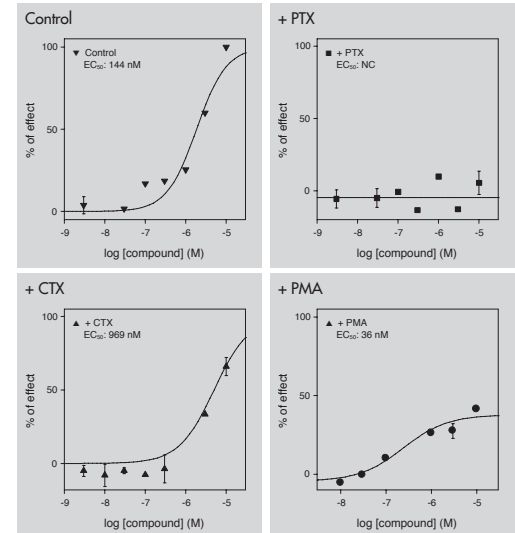 Control
100
50
0
▼ Control
EC₅₀: 144 nM
% of effect
-9
-8
-7
-6
-5
log [compound] (M)
+ PTX
100
50
0
■ + PTX
EC₅₀: NC
% of effect
-9
-8
-7
-6
-5
log [compound] (M)
+ CTX
100
50
0
▲ + CTX
EC₅₀: 969 nM
% of effect
-9
-8
-7
-6
-5
log [compound] (M)
+ PMA
100
50
0
▲ + PMA
EC₅₀: 36 nM
% of effect
-8
-7
-6
-5
log [compound] (M)